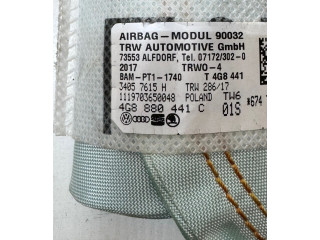 AIRBAG-MODUL 90032
TRW AUTOMOTIVE GmbH
73553 ALFDORF, Tel. 07172/302-0
2017 TRWO-4
BAM-PT1-1740 T 4G8 441
3405 7615 H TRW 286/17
1119703650048 POLAND TW6
4G8 880 441 C 01S *674